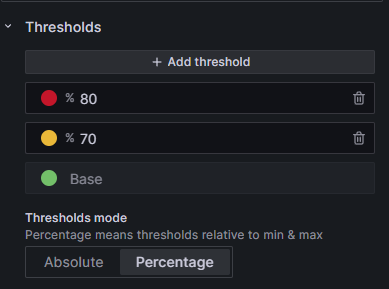 Thresholds
+ Add threshold
% 80
% 70
Base
Thresholds mode
Percentage means thresholds relative to min & max
Absolute Percentage